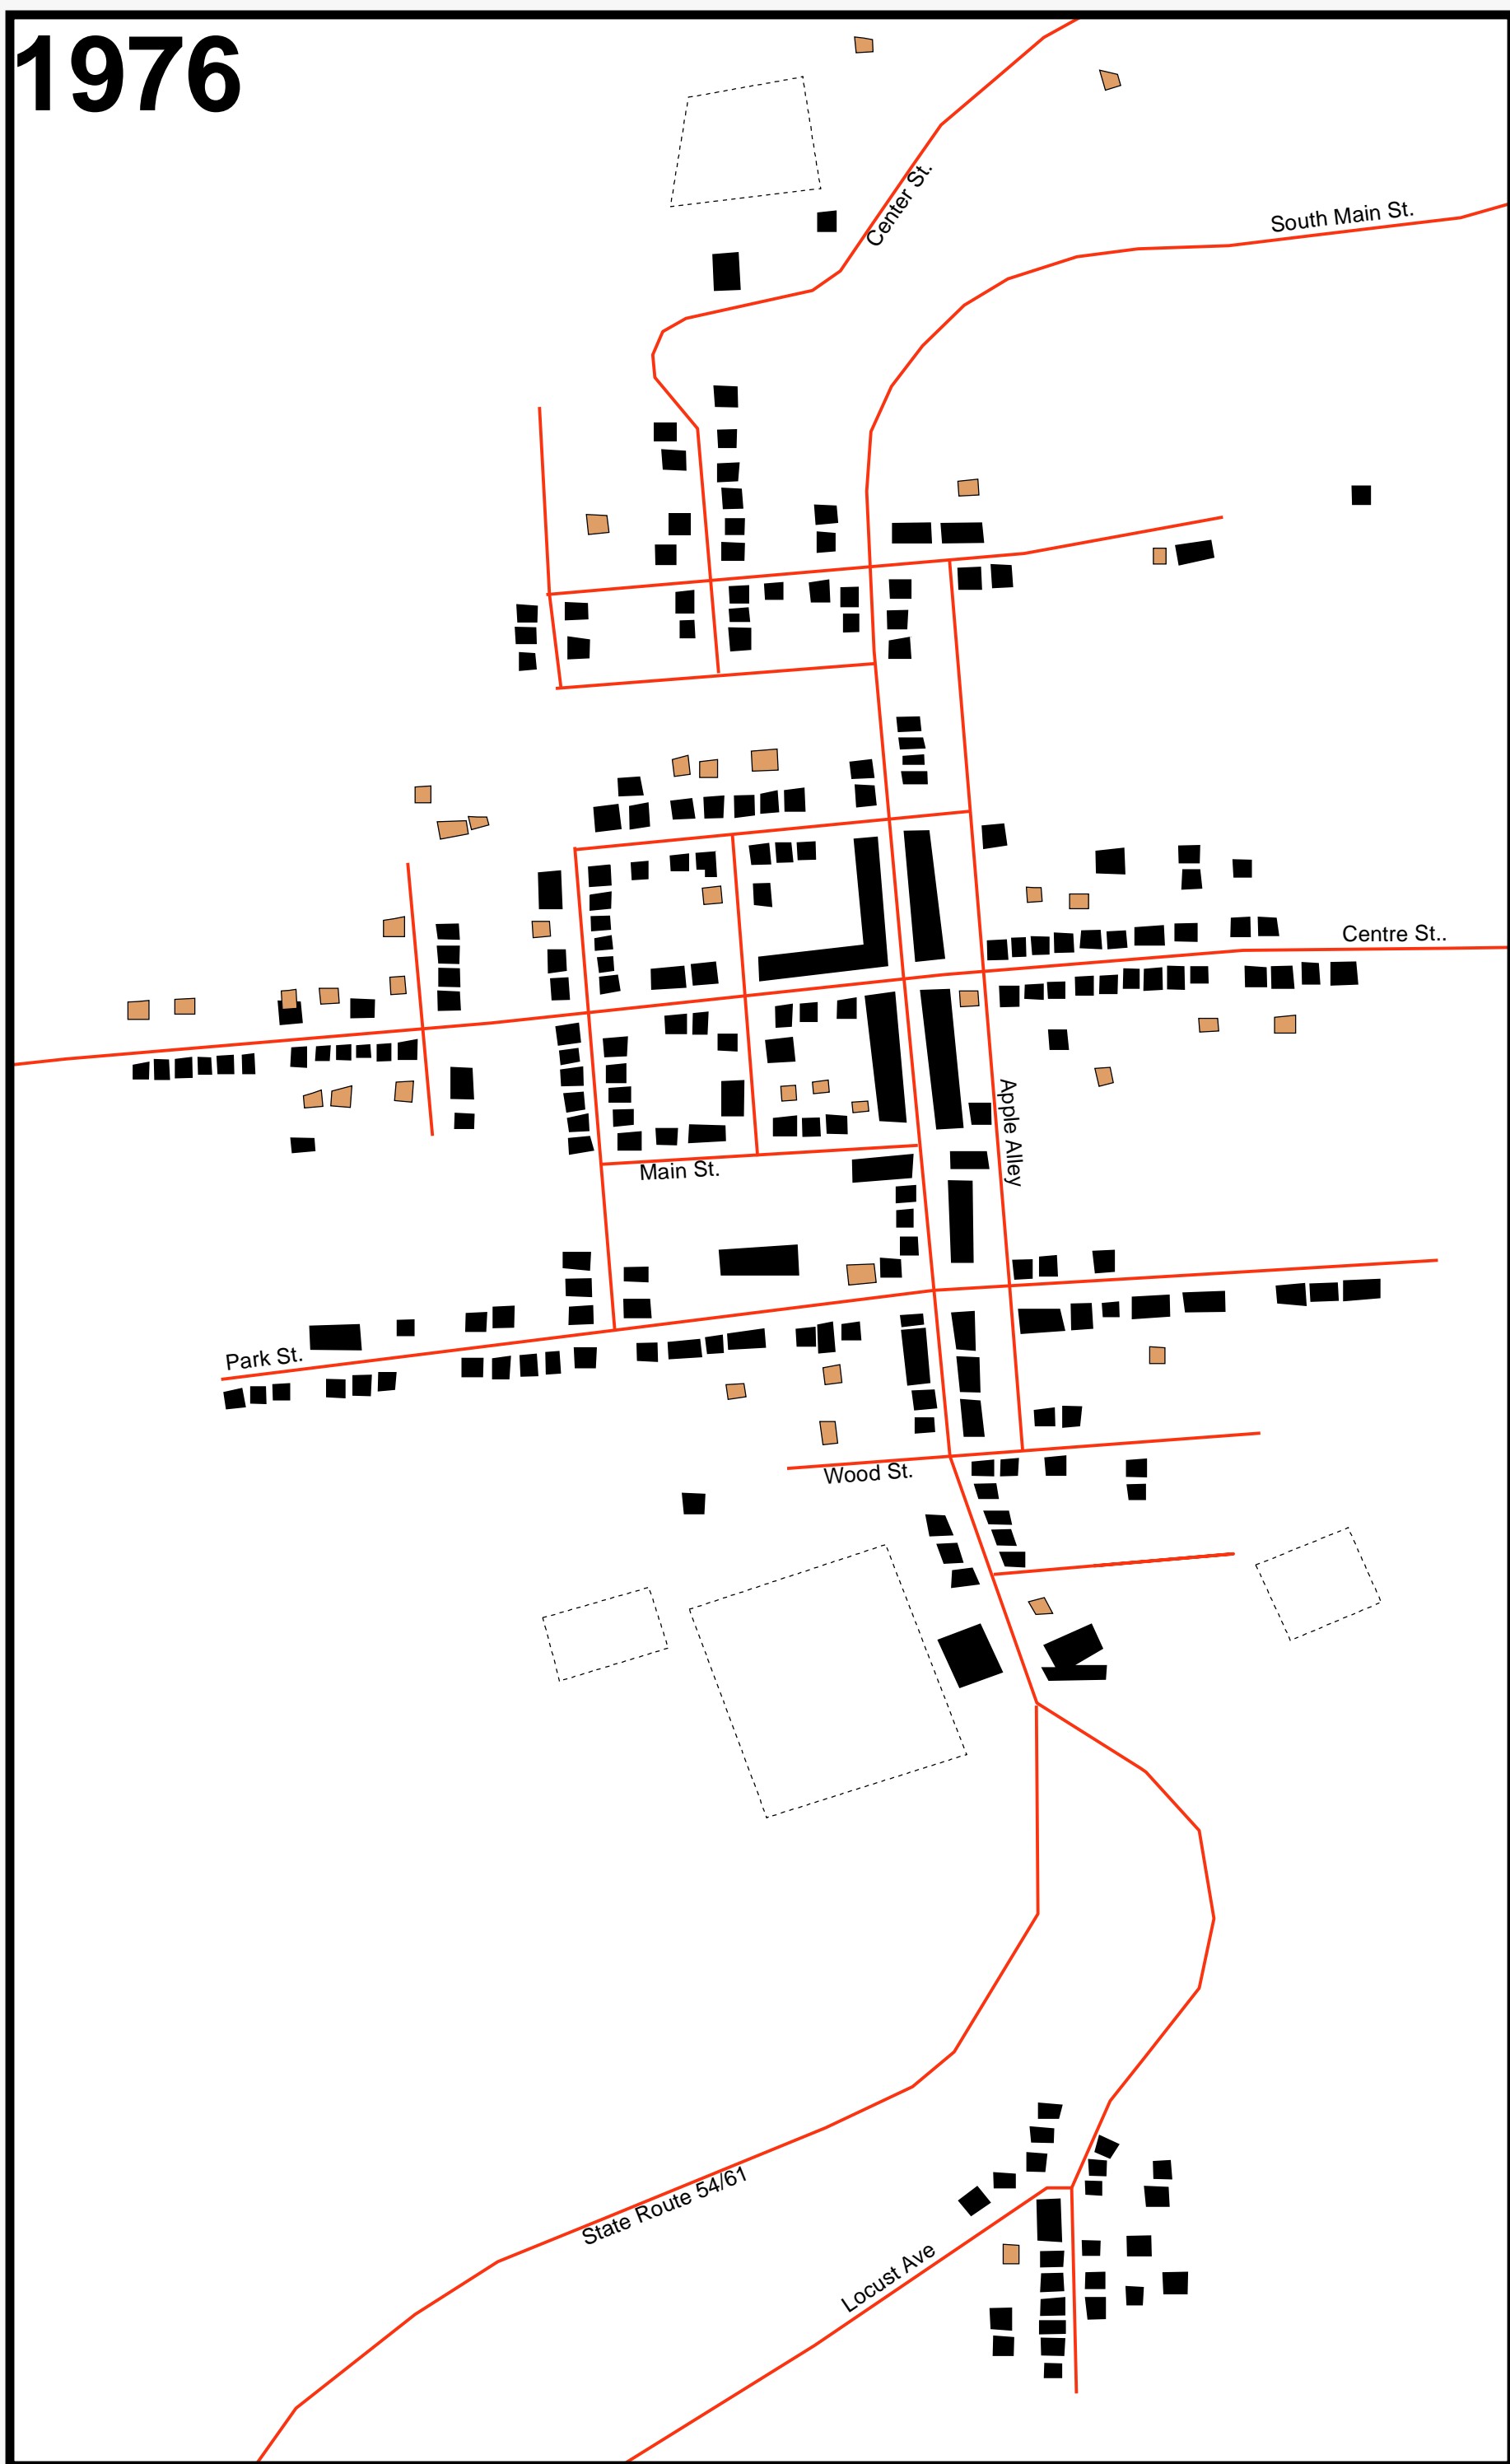 1976
Center St.
South Main St.
Centre St..
Apple Alley
Main St.
Park St.
Wood St.
State Route 54/61
Locust Ave